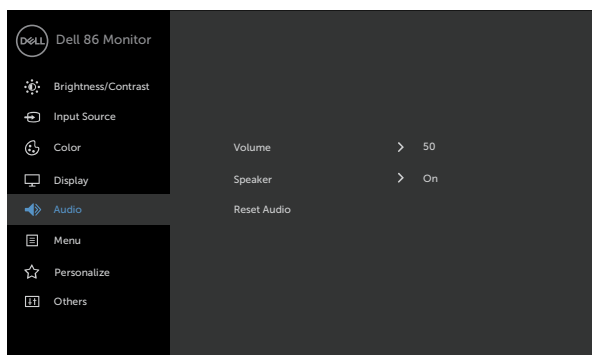 DELL Dell 86 Monitor
Brightness/Contrast
Input Source
Color
Volume 50
Display
Speaker On
Audio
Reset Audio
Menu
Personalize
Others